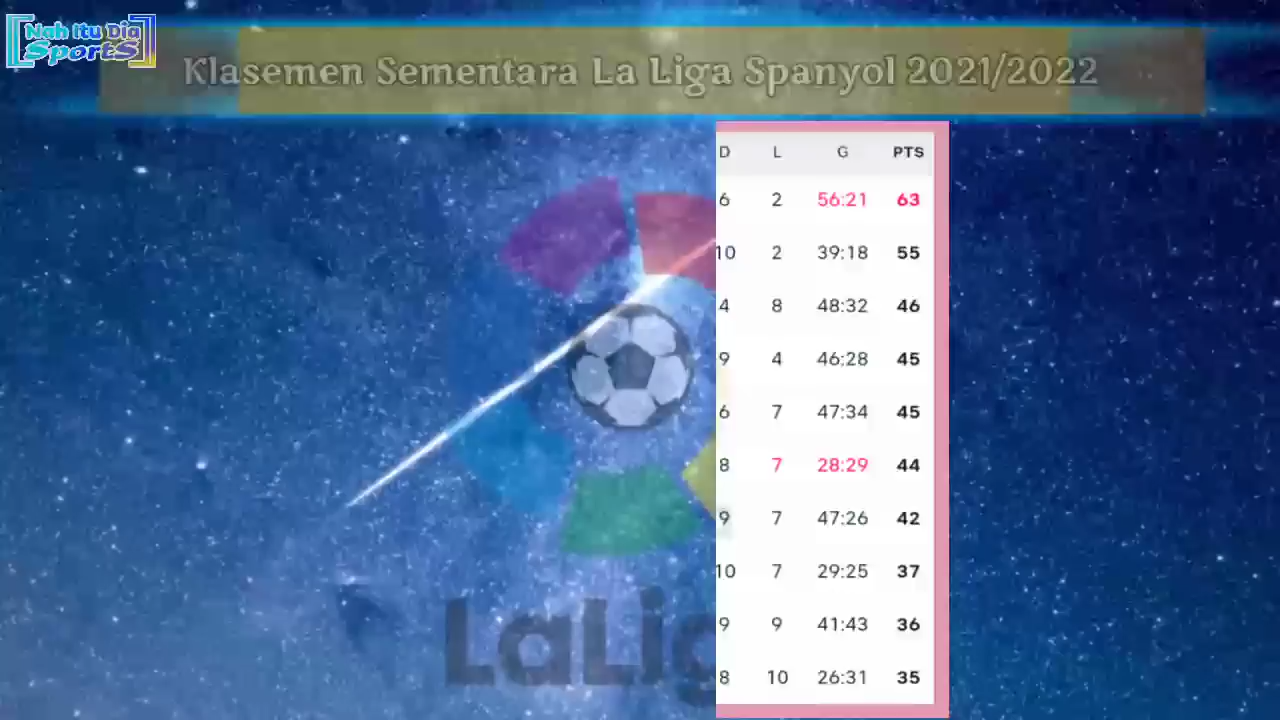 Nah Itu Dia
Sports
Klasemen Sementara La Liga Spanyol 2021/2022
D L G PTS
6 2 56:21 63
10 2 39:18 55
4 8 48:32 46
9 4 46:28 45
6 7 47:34 45
8 7 28:29 44
9 7 47:26 42
10 7 29:25 37
9 9 41:43 36
8 10 26:31 35
LaLig